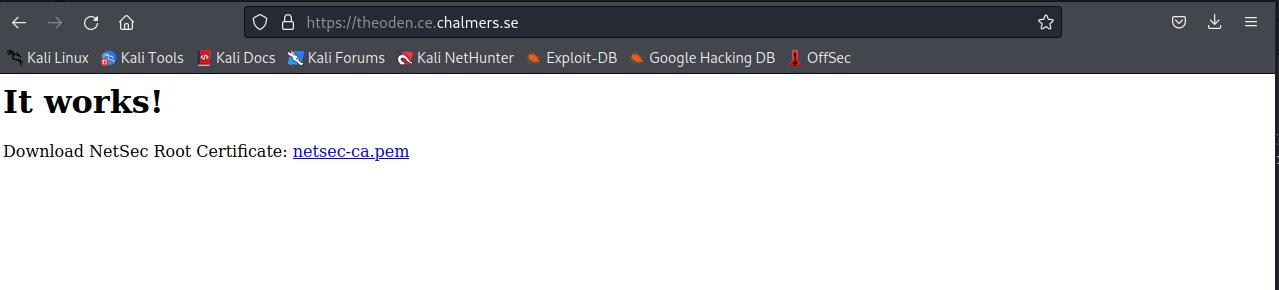 https://theoden.ce.chalmers.se
Kali Linux Kali Tools Kali Docs Kali Forums Kali NetHunter Exploit-DB Google Hacking DB OffSec
It works!
Download NetSec Root Certificate: netsec-ca.pem